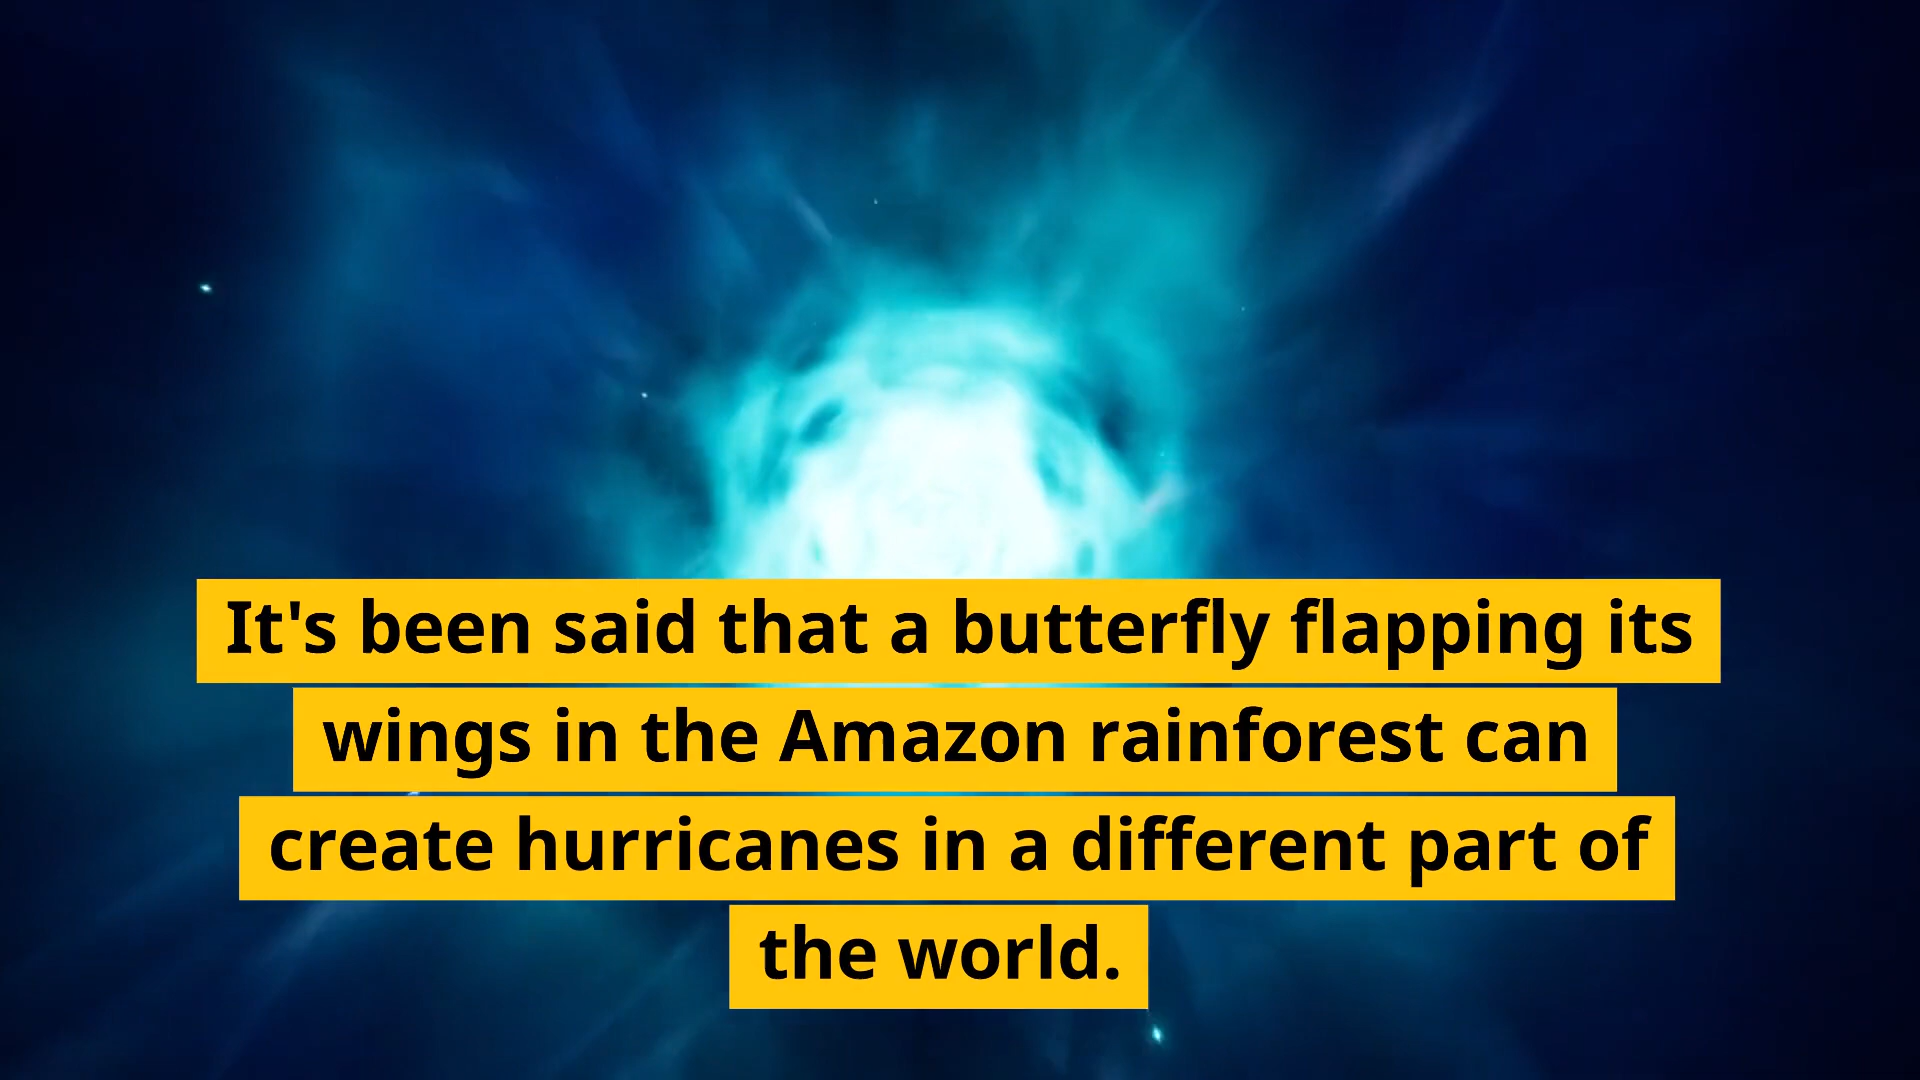 It's been said that a butterfly flapping its
wings in the Amazon rainforest can
create hurricanes in a different part of
the world.